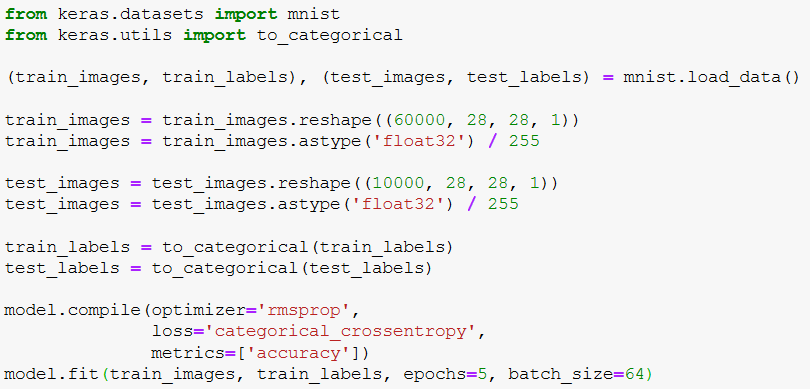 from keras.datasets import mnist
from keras.utils import to_categorical
(train_images, train_labels), (test_images, test_labels) = mnist.load_data()
train_images = train_images.reshape((60000, 28, 28, 1))
train_images = train_images.astype('float32') / 255
test_images = test_images.reshape((10000, 28, 28, 1))
test_images = test_images.astype('float32') / 255
train_labels = to_categorical(train_labels)
test_labels = to_categorical(test_labels)
model.compile(optimizer='rmsprop',
              loss='categorical_crossentropy',
              metrics=['accuracy'])
model.fit(train_images, train_labels, epochs=5, batch_size=64)